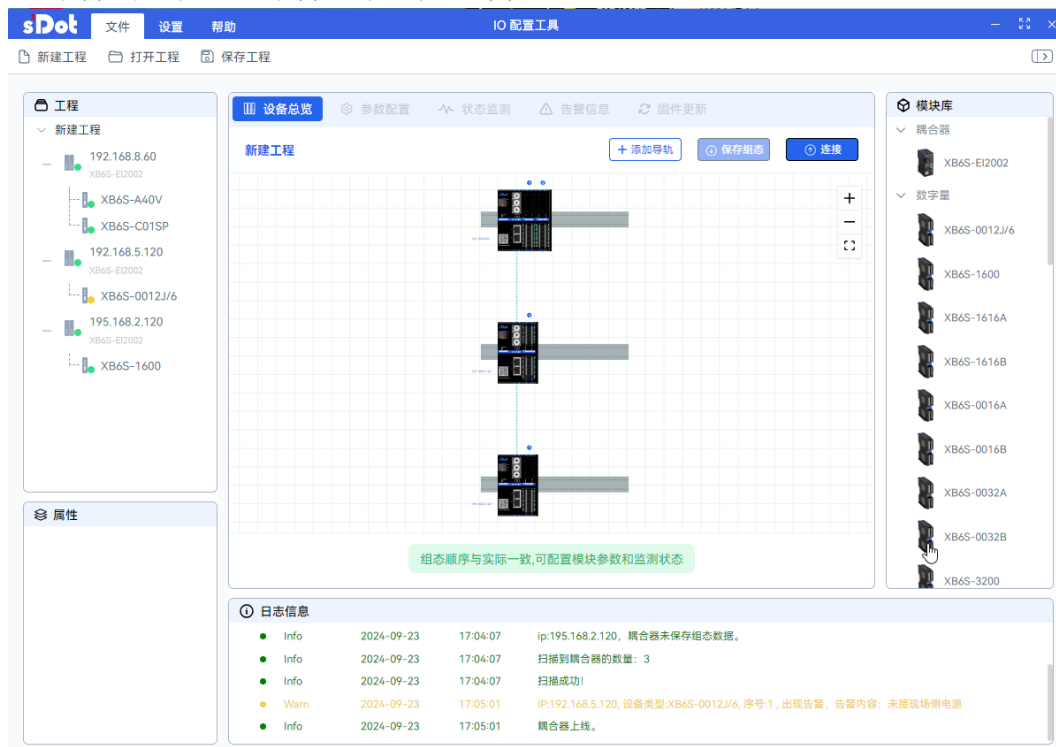 sDot 文件 设置 帮助 IO 配置工具
新建工程 打开工程 保存工程
工程
新建工程
192.168.8.60
XB6S-EI2002
XB6S-A40V
XB6S-C01SP
192.168.5.120
XB6S-EI2002
XB6S-0012J/6
195.168.2.120
XB6S-EI2002
XB6S-1600
属性
设备总览 参数配置 状态监测 告警信息 固件更新
新建工程 添加导轨 保存组态 连接
组态顺序与实际一致,可配置模块参数和监测状态
模块库
耦合器
XB6S-EI2002
数字量
XB6S-0012J/6
XB6S-1600
XB6S-1616A
XB6S-1616B
XB6S-0016A
XB6S-0016B
XB6S-0032A
XB6S-0032B
XB6S-3200
日志信息
Info 2024-09-23 17:04:07 ip:195.168.2.120, 耦合器未保存组态数据。
Info 2024-09-23 17:04:07 扫描到耦合器的数量: 3
Info 2024-09-23 17:04:07 扫描成功!
Warn 2024-09-23 17:05:01 IP:192.168.5.120, 设备类型:XB6S-0012J/6, 序号:1 , 出现告警, 告警内容: 未接现场侧电源
Info 2024-09-23 17:05:01 耦合器上线。